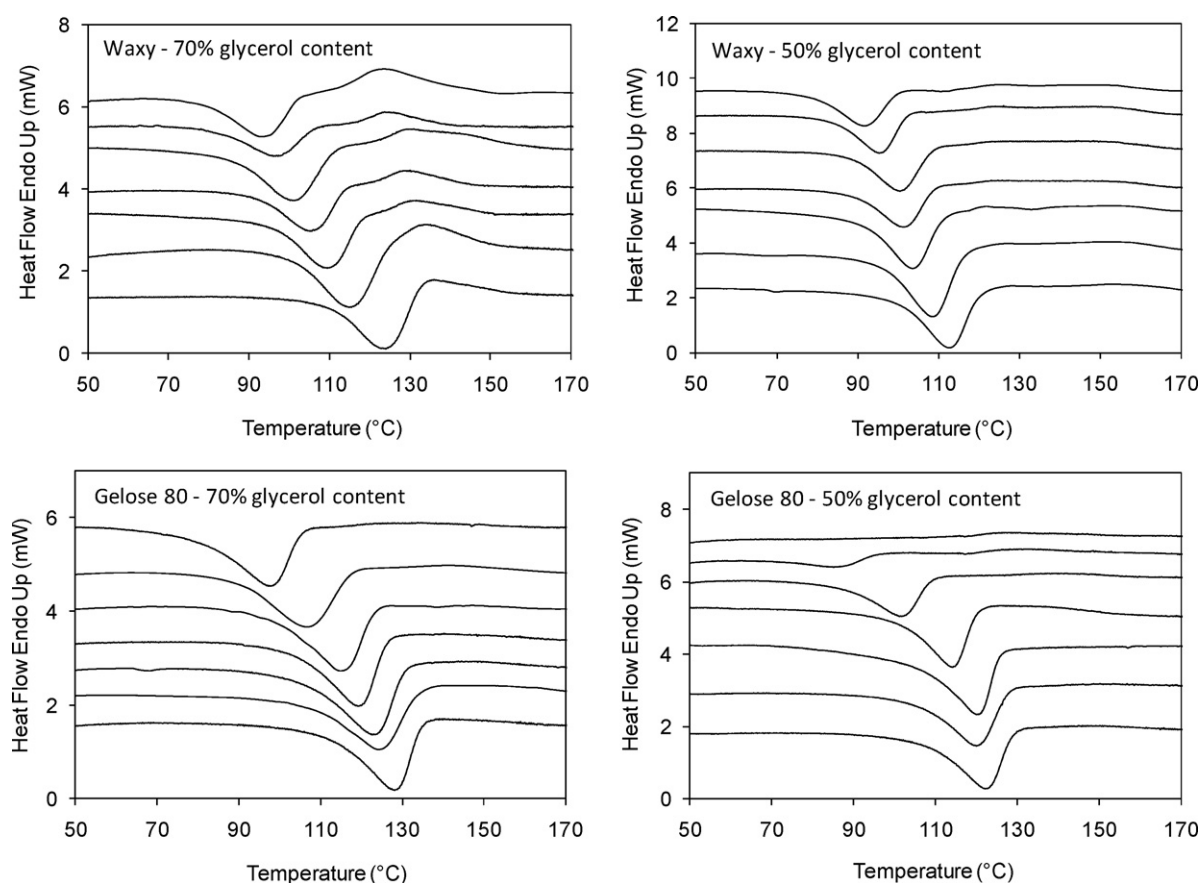 Waxy - 70% glycerol content
Heat Flow Endo Up (mW)
8
6
4
2
0
50 70 90 110 130 150 170
Temperature (°C)
Waxy - 50% glycerol content
Heat Flow Endo Up (mW)
12
10
8
6
4
2
0
50 70 90 110 130 150 170
Temperature (°C)
Gelose 80 - 70% glycerol content
Heat Flow Endo Up (mW)
6
4
2
0
50 70 90 110 130 150 170
Temperature (°C)
Gelose 80 - 50% glycerol content
Heat Flow Endo Up (mW)
8
6
4
2
0
50 70 90 110 130 150 170
Temperature (°C)